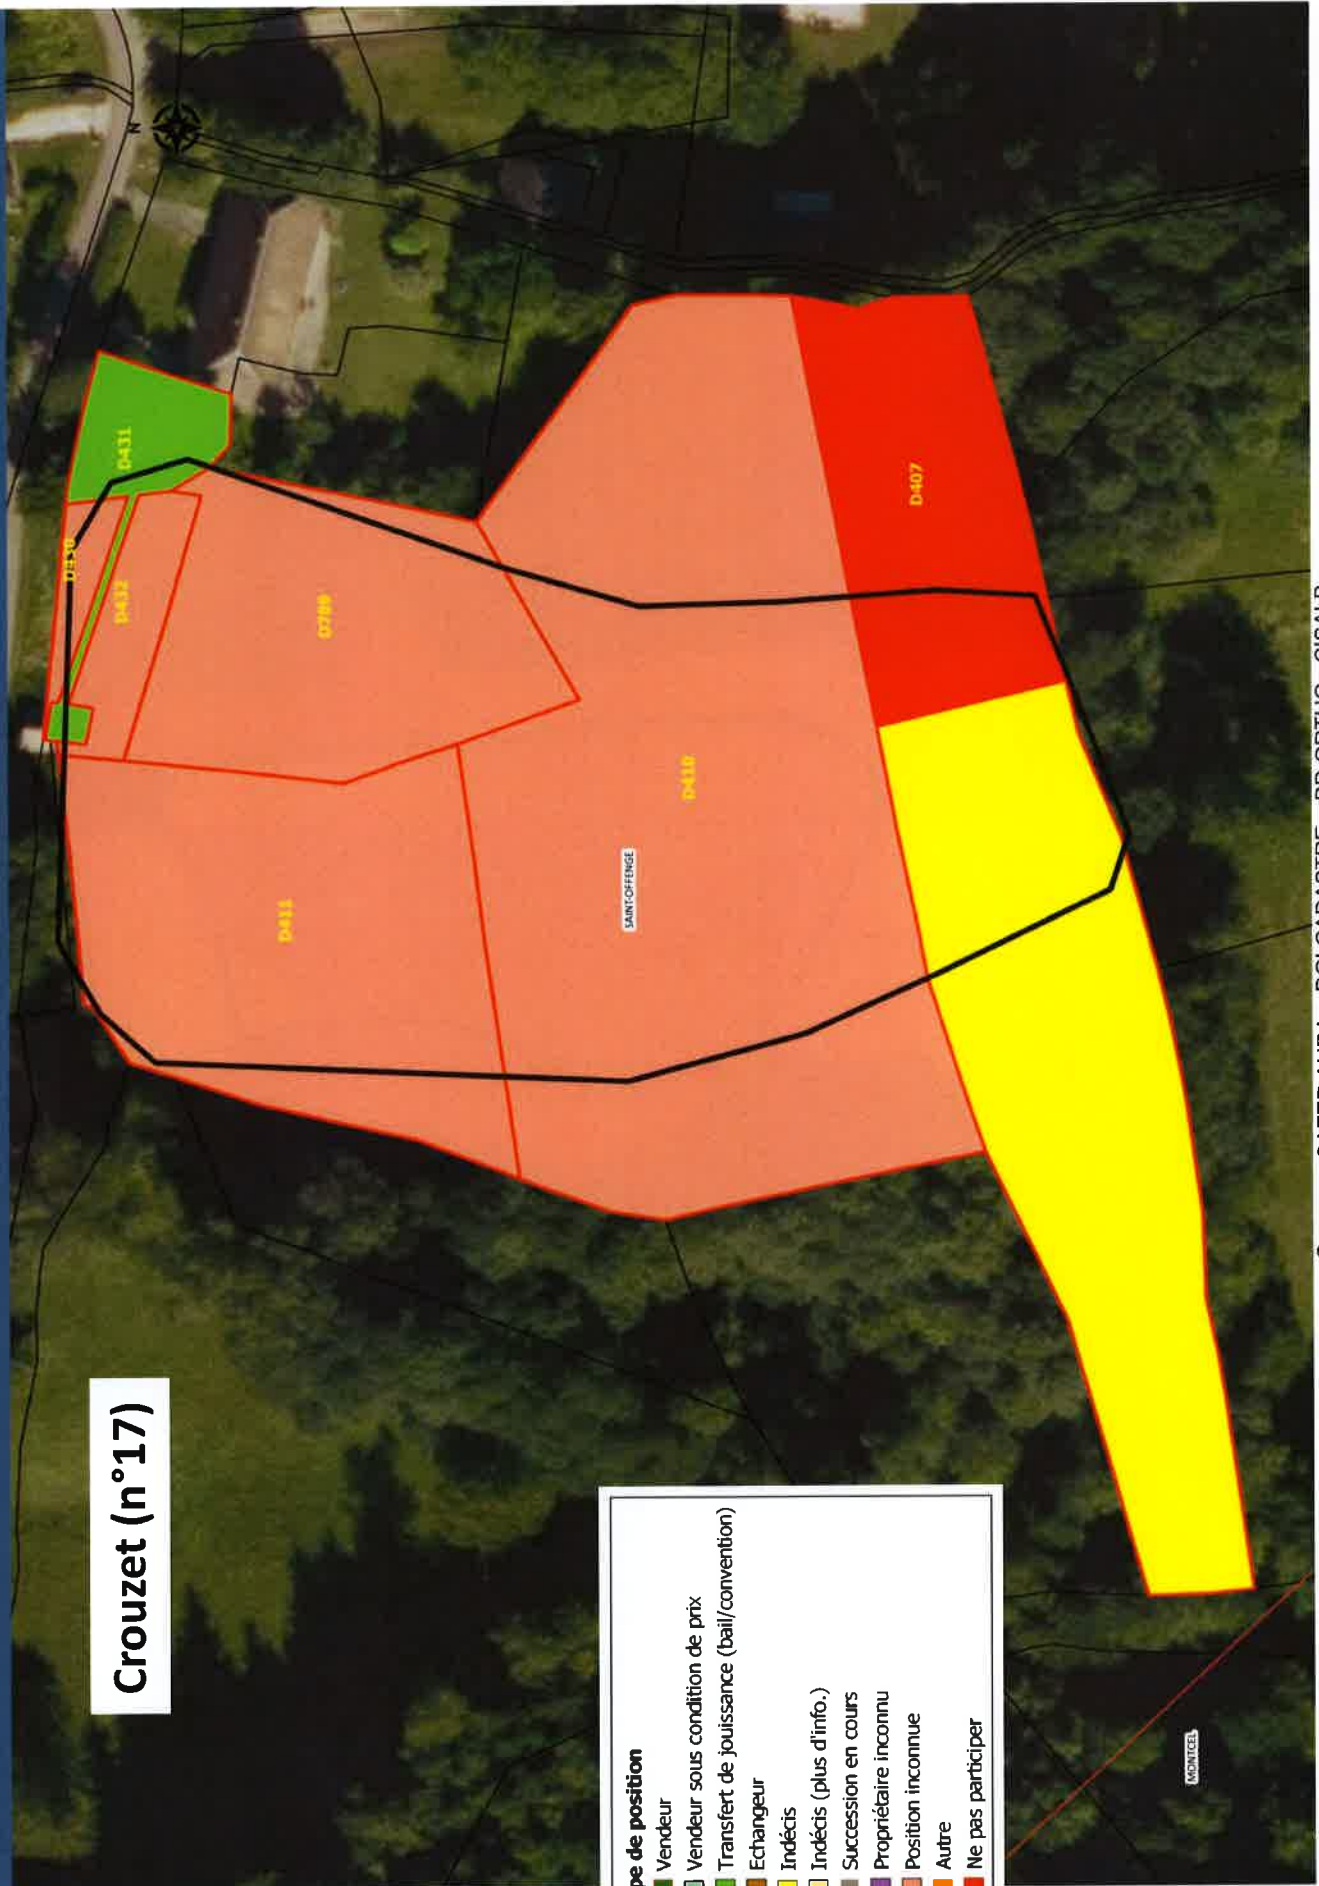 Crouzet (n°17)
N
D431
D430
D432
D789
D411
D410
D407
SAINT-OFFENGE
MONTCEL
pe de position
Vendeur
Vendeur sous condition de prix
Transfert de jouissance (bail/convention)
Echangeur
Indécis
Indécis (plus d'info.)
Succession en cours
Propriétaire inconnu
Position inconnue
Autre
Ne pas participer